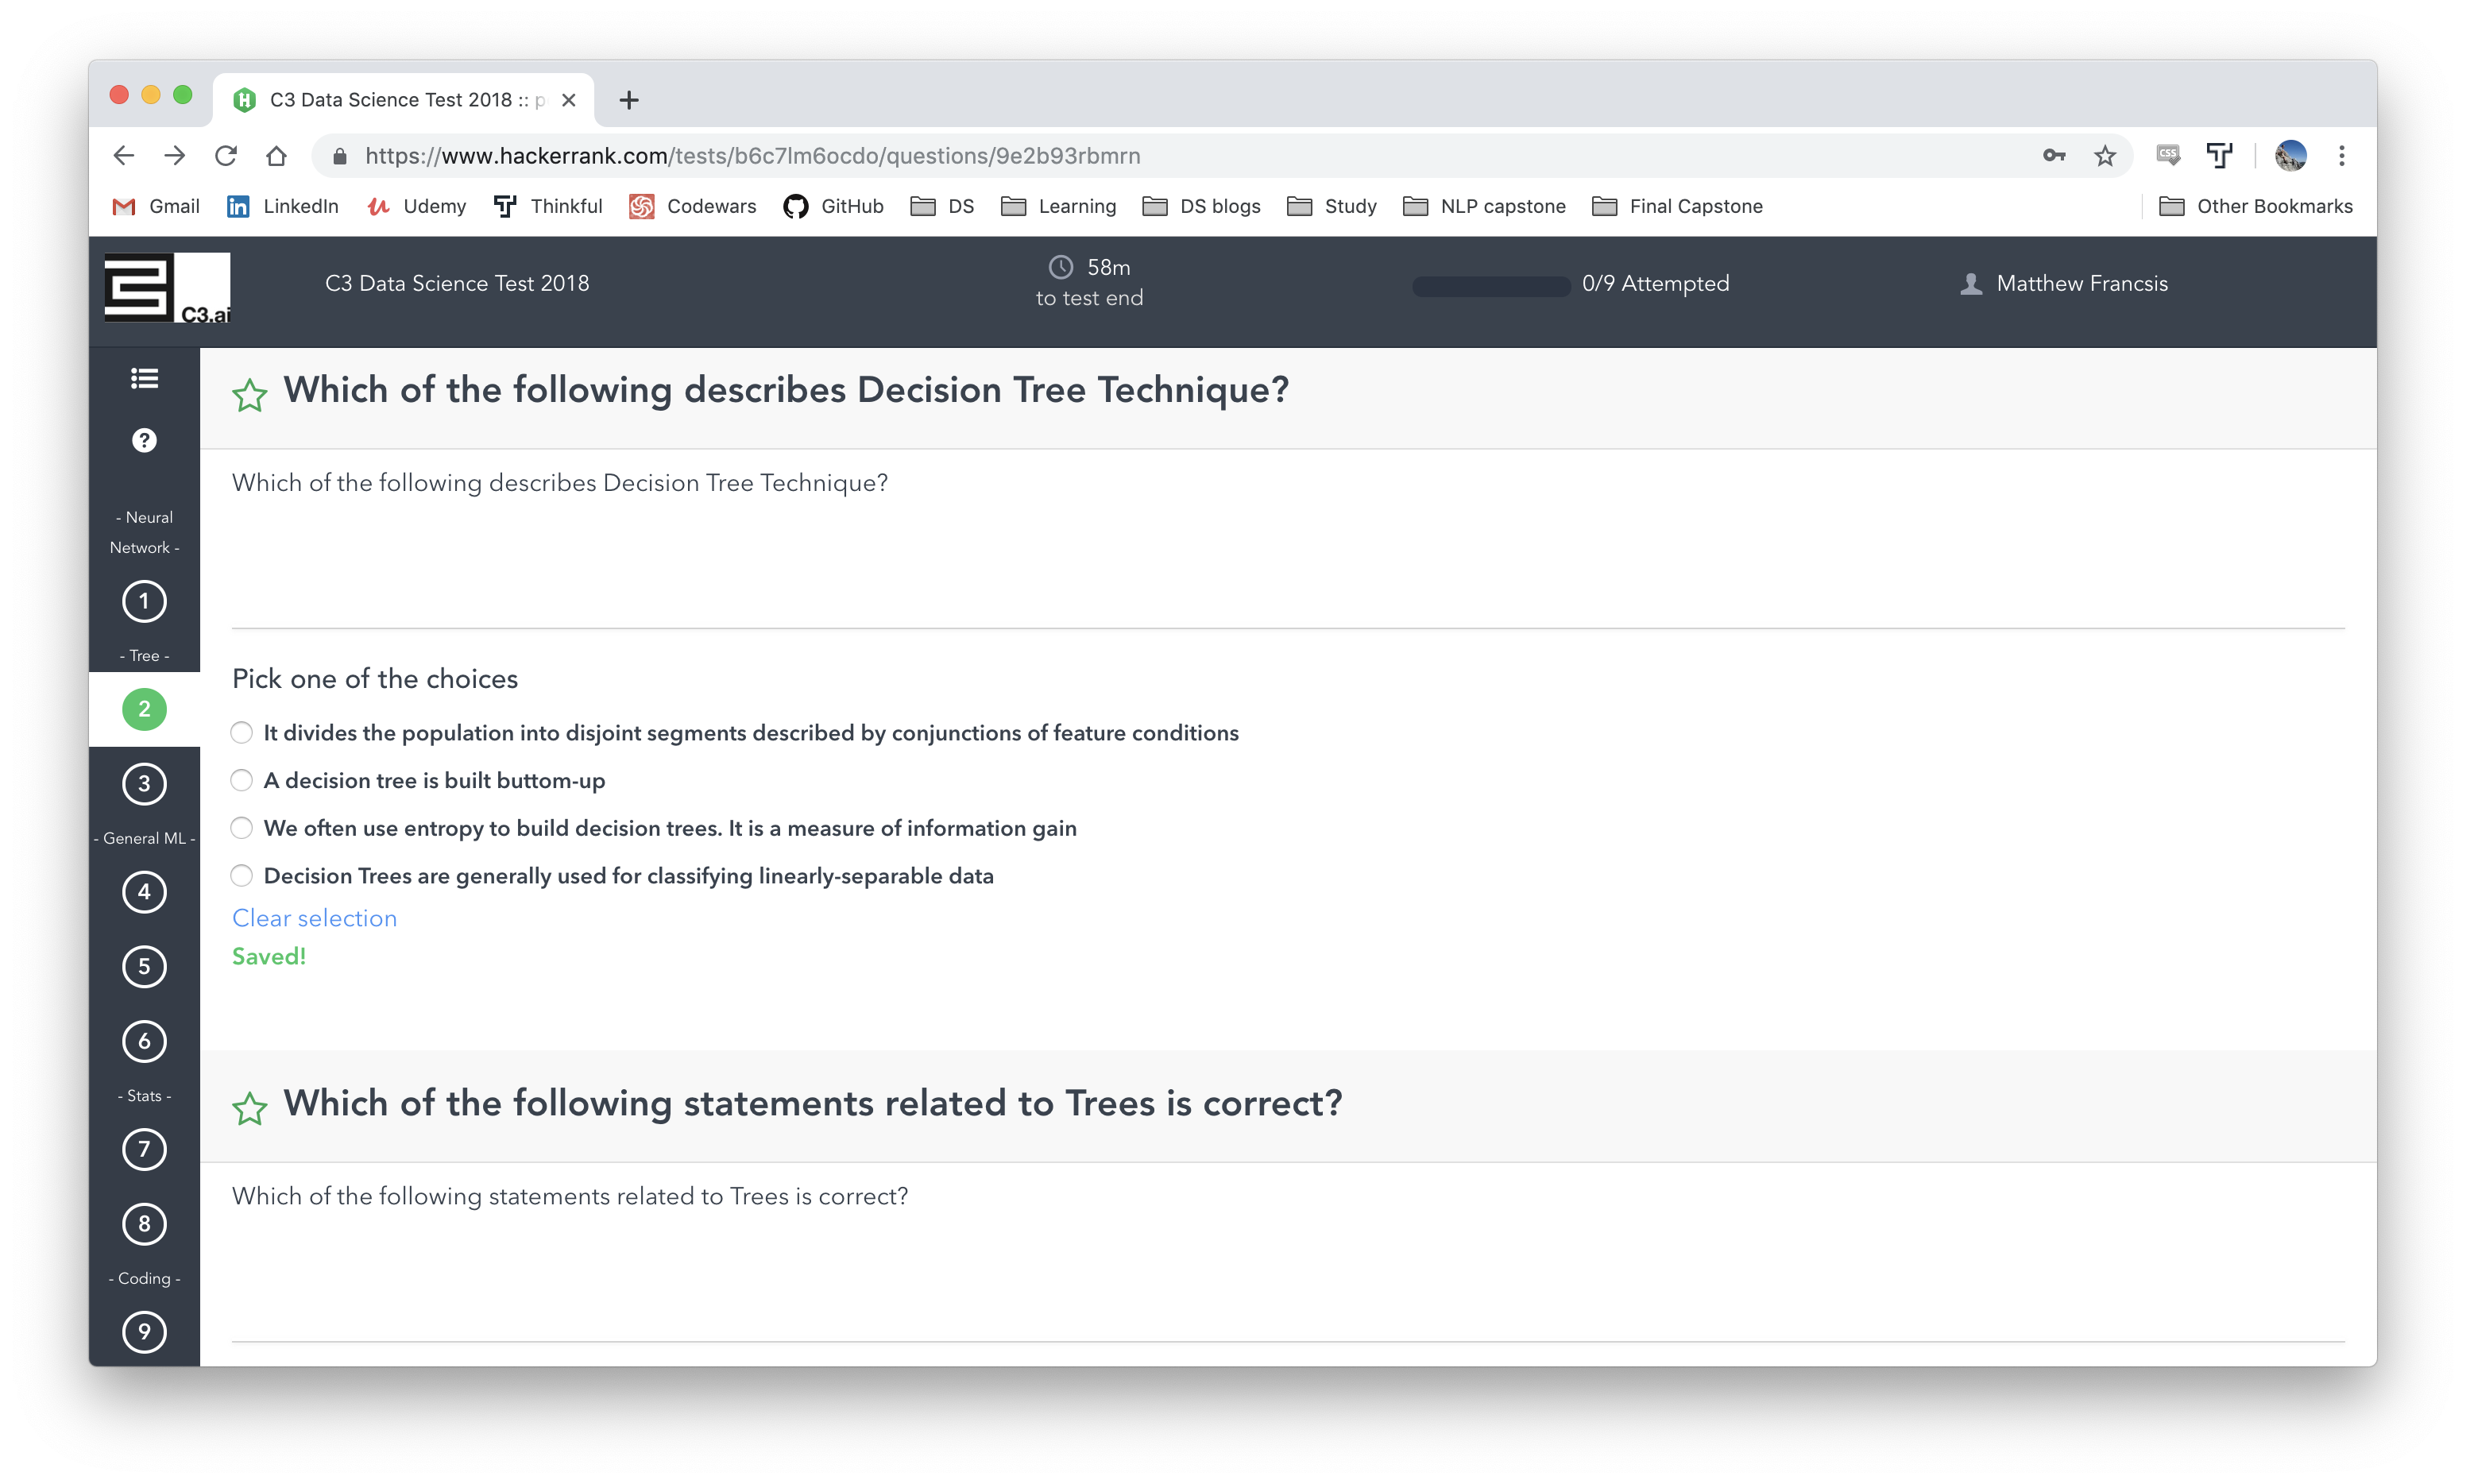 C3 Data Science Test 2018 :: p
https://www.hackerrank.com/tests/b6c7lm6ocdo/questions/9e2b93rbmrn
CSS
Gmail LinkedIn Udemy Thinkful Codewars GitHub DS Learning DS blogs Study NLP capstone Final Capstone Other Bookmarks
C3.ai
C3 Data Science Test 2018
58m
to test end
0/9 Attempted
Matthew Francsis
- Neural
Network -
1
- Tree -
2
3
- General ML -
4
5
6
- Stats -
7
8
- Coding -
9
Which of the following describes Decision Tree Technique?
Which of the following describes Decision Tree Technique?
Pick one of the choices
It divides the population into disjoint segments described by conjunctions of feature conditions
A decision tree is built buttom-up
We often use entropy to build decision trees. It is a measure of information gain
Decision Trees are generally used for classifying linearly-separable data
Clear selection
Saved!
Which of the following statements related to Trees is correct?
Which of the following statements related to Trees is correct?